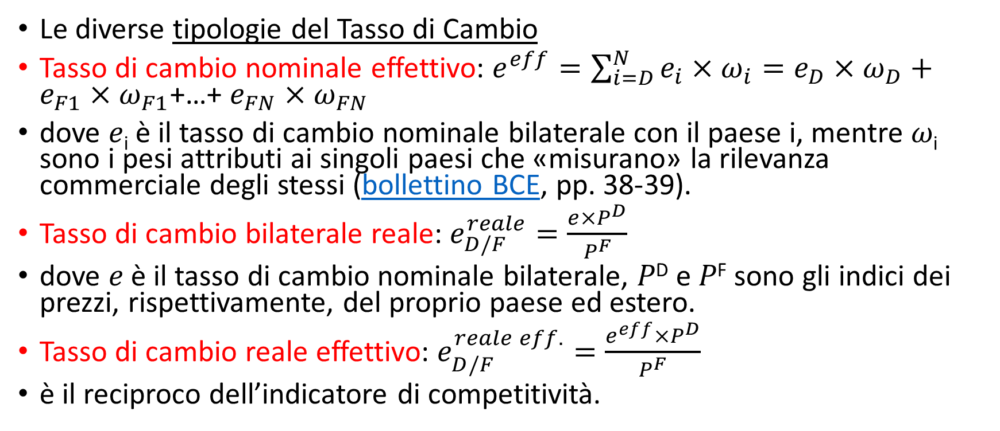 • Le diverse tipologie del Tasso di Cambio
• Tasso di cambio nominale effettivo: $e^{eff} = \sum_{i=D}^{N} e_i \times \omega_i = e_D \times \omega_D +$
$e_{F1} \times \omega_{F1}$+…+ $e_{FN} \times \omega_{FN}$
• dove $e_i$ è il tasso di cambio nominale bilaterale con il paese i, mentre $\omega_i$
sono i pesi attributi ai singoli paesi che «misurano» la rilevanza
commerciale degli stessi (bollettino BCE, pp. 38-39).
• Tasso di cambio bilaterale reale: $e_{D/F}^{reale} = \frac{e \times P^D}{P^F}$
• dove $e$ è il tasso di cambio nominale bilaterale, $P^D$ e $P^F$ sono gli indici dei
prezzi, rispettivamente, del proprio paese ed estero.
• Tasso di cambio reale effettivo: $e_{D/F}^{reale\ eff.} = \frac{e^{eff} \times P^D}{P^F}$
• è il reciproco dell’indicatore di competitività.